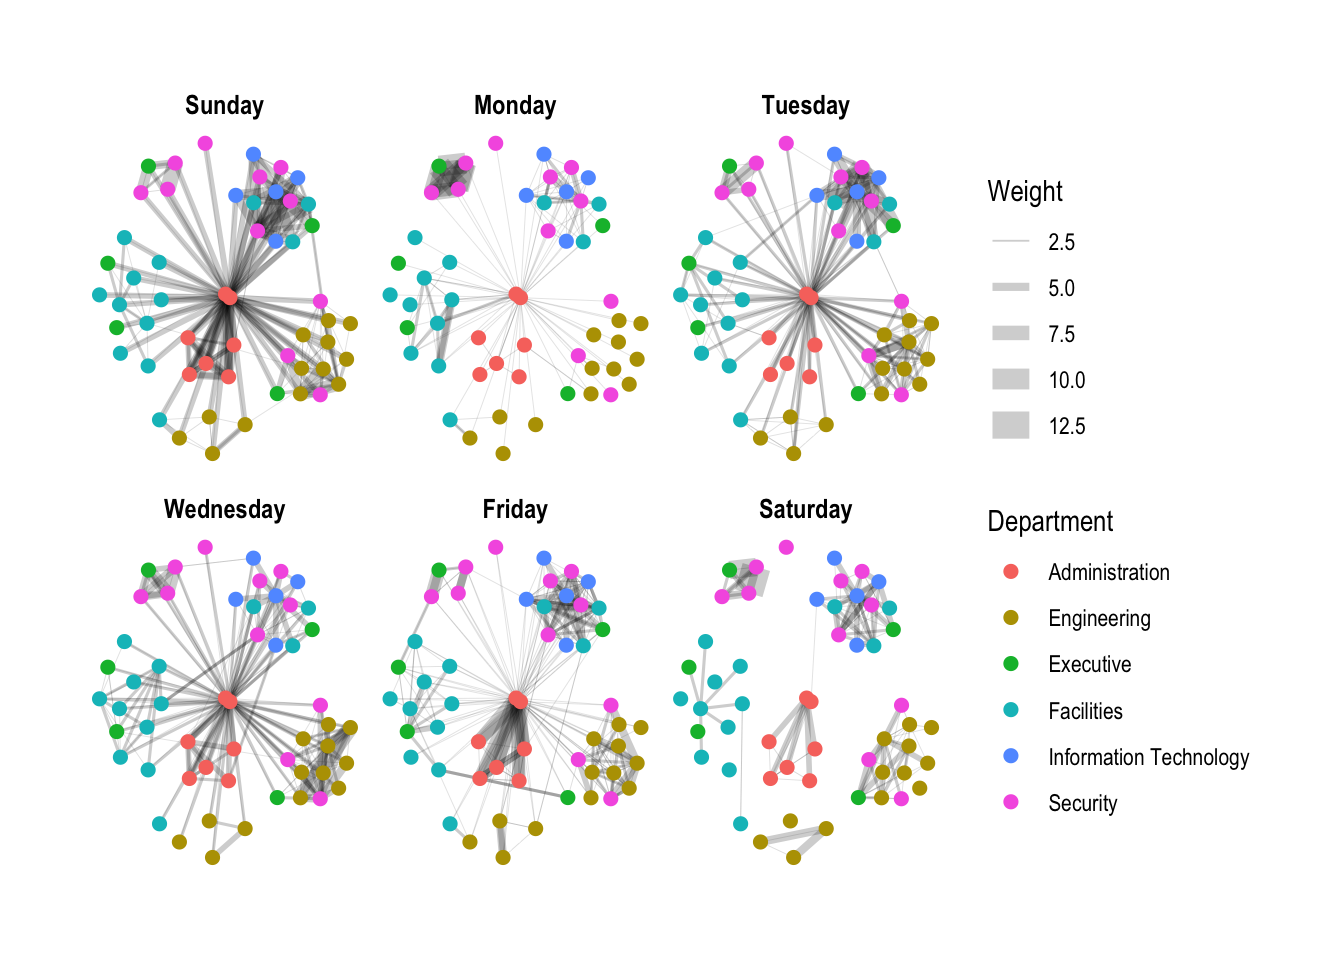 Sunday
Monday
Tuesday
Wednesday
Friday
Saturday
Weight
2.5
5.0
7.5
10.0
12.5
Department
Administration
Engineering
Executive
Facilities
Information Technology
Security